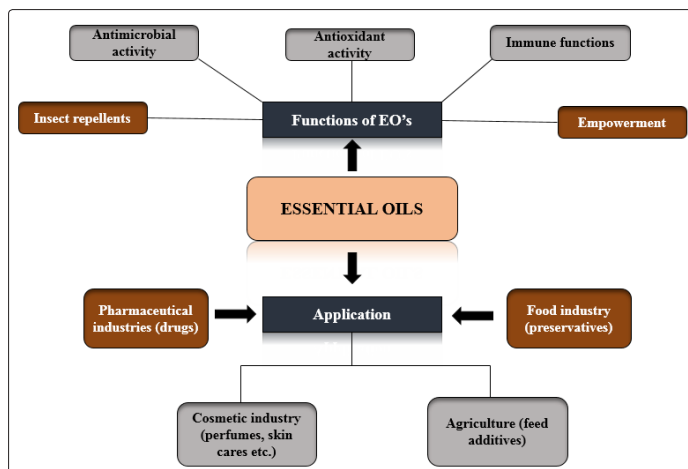 Antimicrobial
activity
Antioxidant
activity
Immune functions
Insect repellents
Functions of EO's
Empowerment
ESSENTIAL OILS
Pharmaceutical
industries (drugs)
Application
Food industry
(preservatives)
Cosmetic industry
(perfumes, skin
cares etc.)
Agriculture (feed
additives)